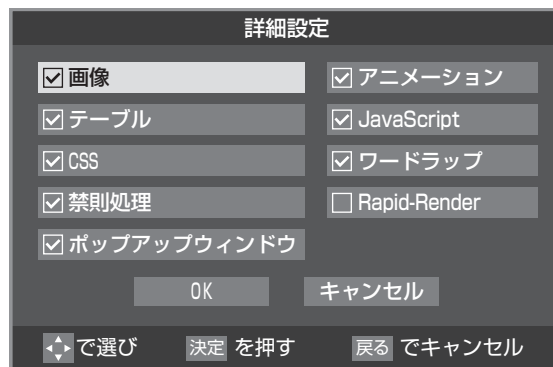 詳細設定
画像
アニメーション
テーブル
JavaScript
CSS
ワードラップ
禁則処理
Rapid-Render
ポップアップウィンドウ
OK
キャンセル
で選び 決定 を押す 戻る でキャンセル